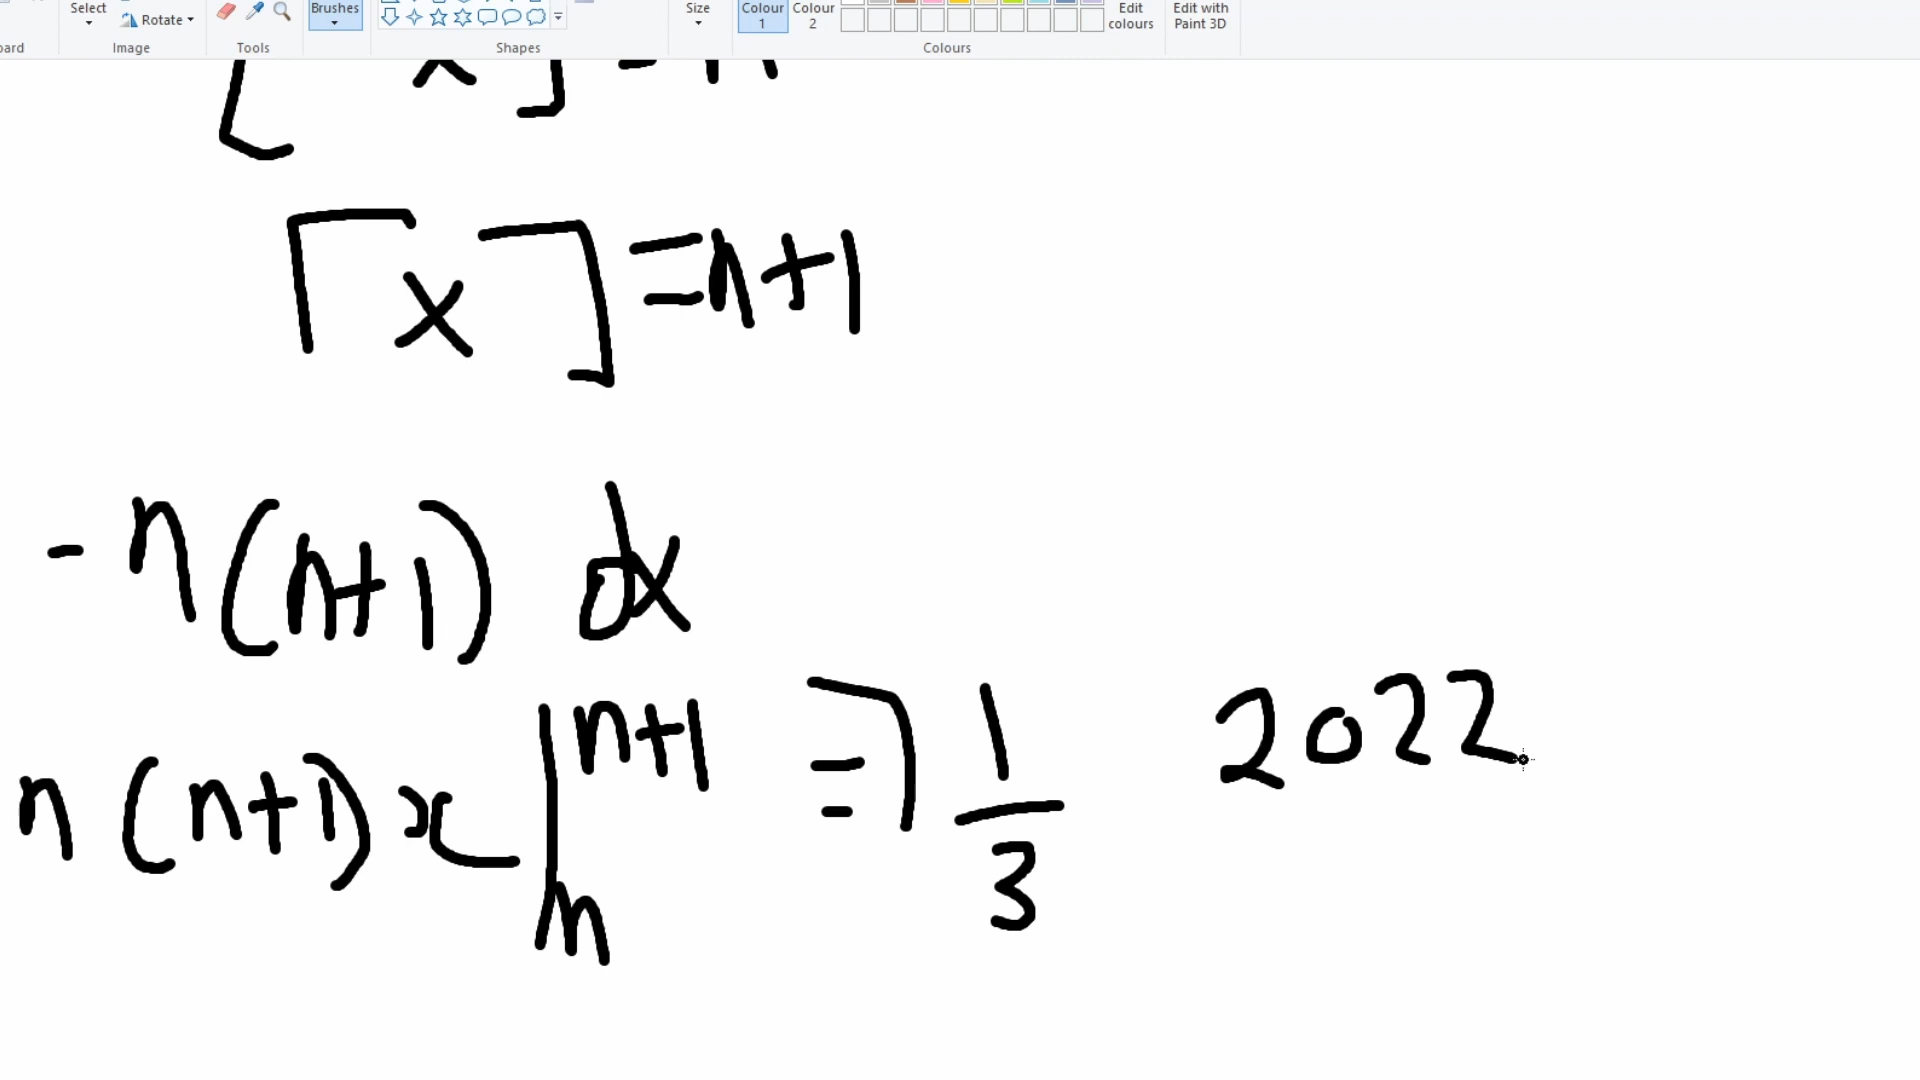 Select
Rotate
Brushes
Size
Colour 1
Colour 2
Edit colours
Edit with Paint 3D
Image
Tools
Shapes
Colours
⌈x⌉=n+1
-n(n+1) dx
n(n+1)x|
n+1
n
1
3
2022